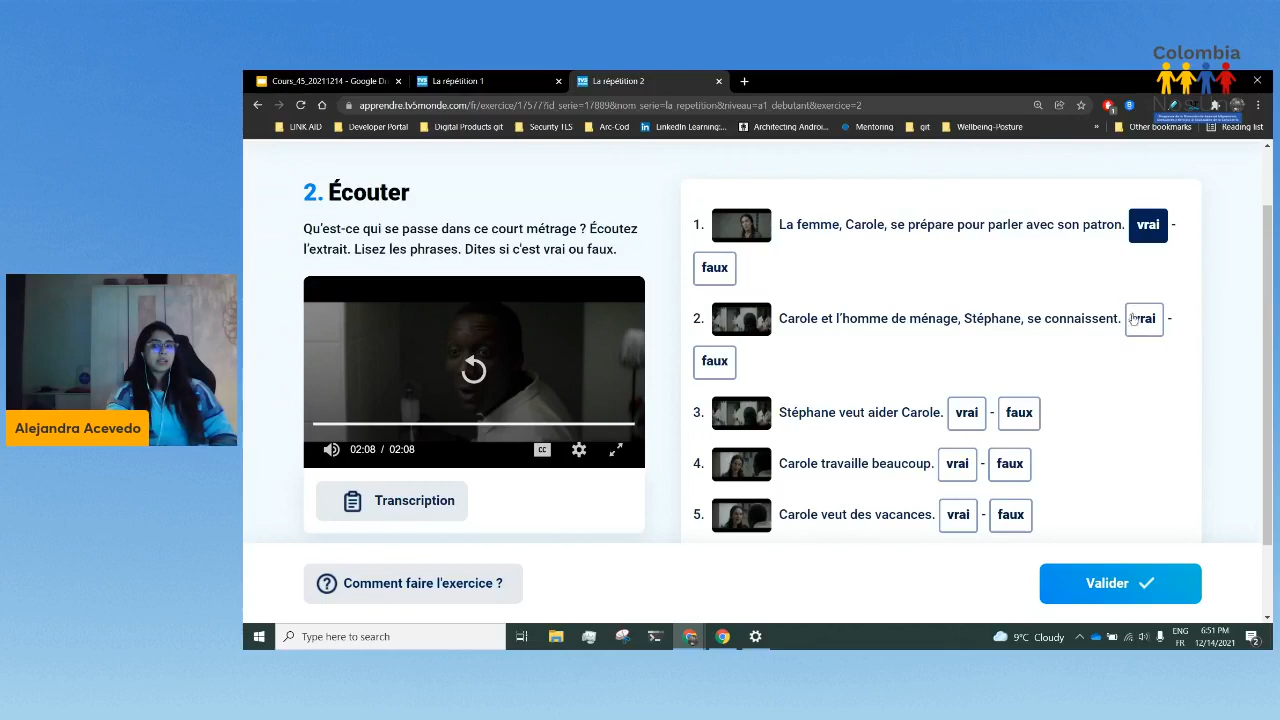 Colombia
Cours_45_20211214 - Google Dr
La répétition 1
La répétition 2
apprendre.tv5monde.com/fr/exercice/17577?id_serie=17889&nom_serie=la_repetition&niveau=a1_debutant&exercice=2
LINK AID
Developer Portal
Digital Products git
Security TLS
Arc-Cod
LinkedIn Learning:...
Architecting Androi...
Mentoring
git
Wellbeing-Posture
»
Other bookmarks
Reading list
2. Écouter
Qu'est-ce qui se passe dans ce court métrage ? Écoutez
l'extrait. Lisez les phrases. Dites si c'est vrai ou faux.
02:08 / 02:08
CC
Transcription
1. La femme, Carole, se prépare pour parler avec son patron. vrai -
faux
2. Carole et l'homme de ménage, Stéphane, se connaissent. vrai -
faux
3. Stéphane veut aider Carole. vrai - faux
4. Carole travaille beaucoup. vrai - faux
5. Carole veut des vacances. vrai - faux
Comment faire l'exercice ?
Valider
Alejandra Acevedo
Type here to search
9°C Cloudy
ENG
FR
6:51 PM
12/14/2021
2